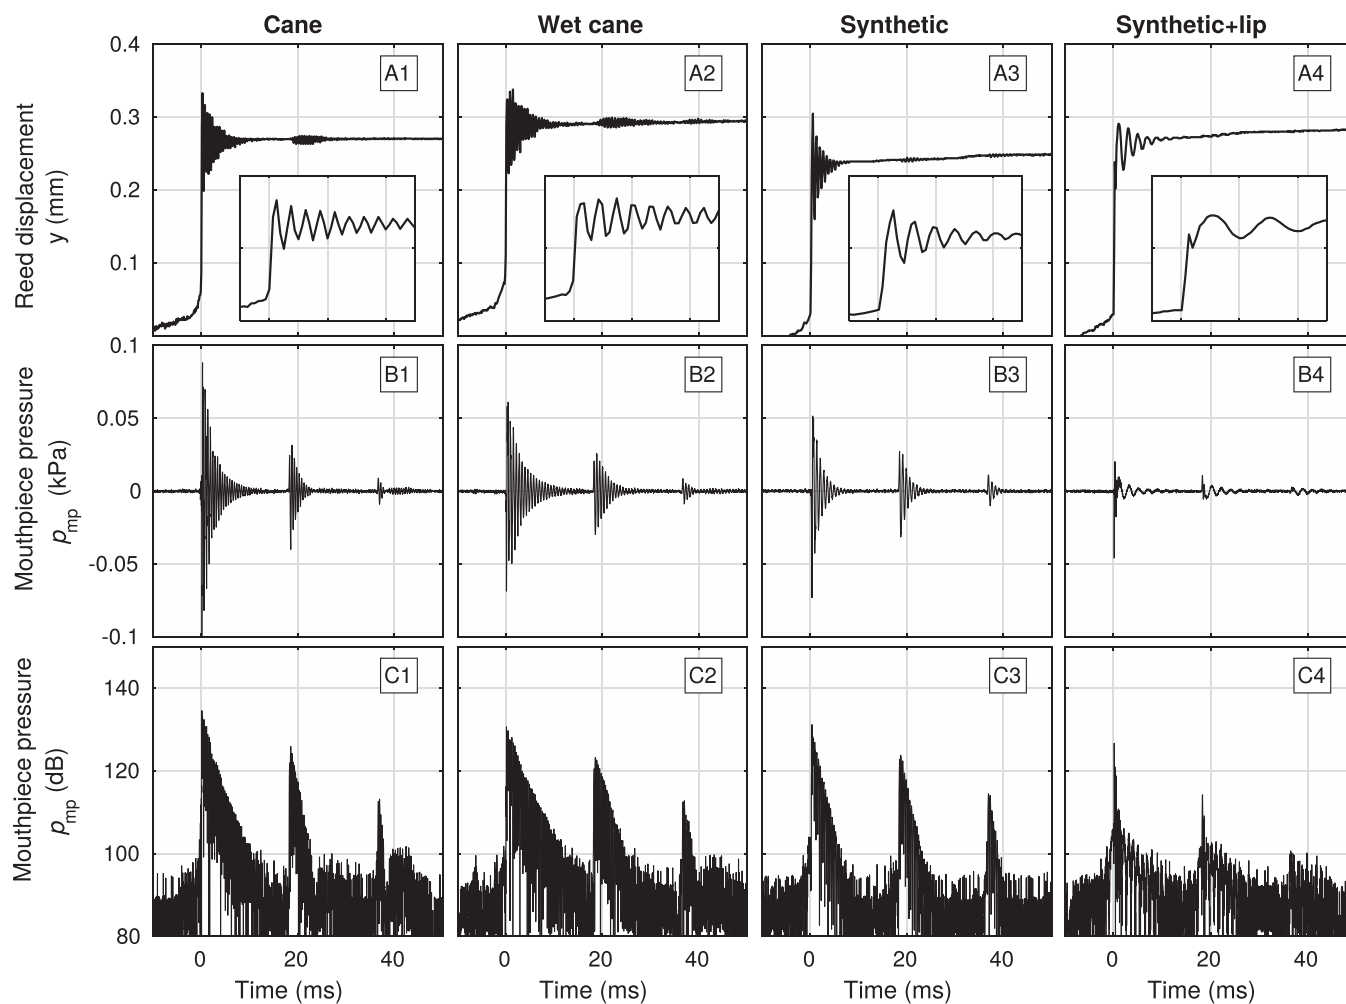 Cane Wet cane Synthetic Synthetic+lip
0.4
A1 A2 A3 A4
0.3
Reed displacement
y (mm)
0.2
0.1
0.1
B1 B2 B3 B4
0.05
Mouthpiece pressure
pmp (kPa)
0
-0.05
-0.1
C1 C2 C3 C4
140
Mouthpiece pressure
pmp (dB)
120
100
80
0 20 40 0 20 40 0 20 40 0 20 40
Time (ms) Time (ms) Time (ms) Time (ms)